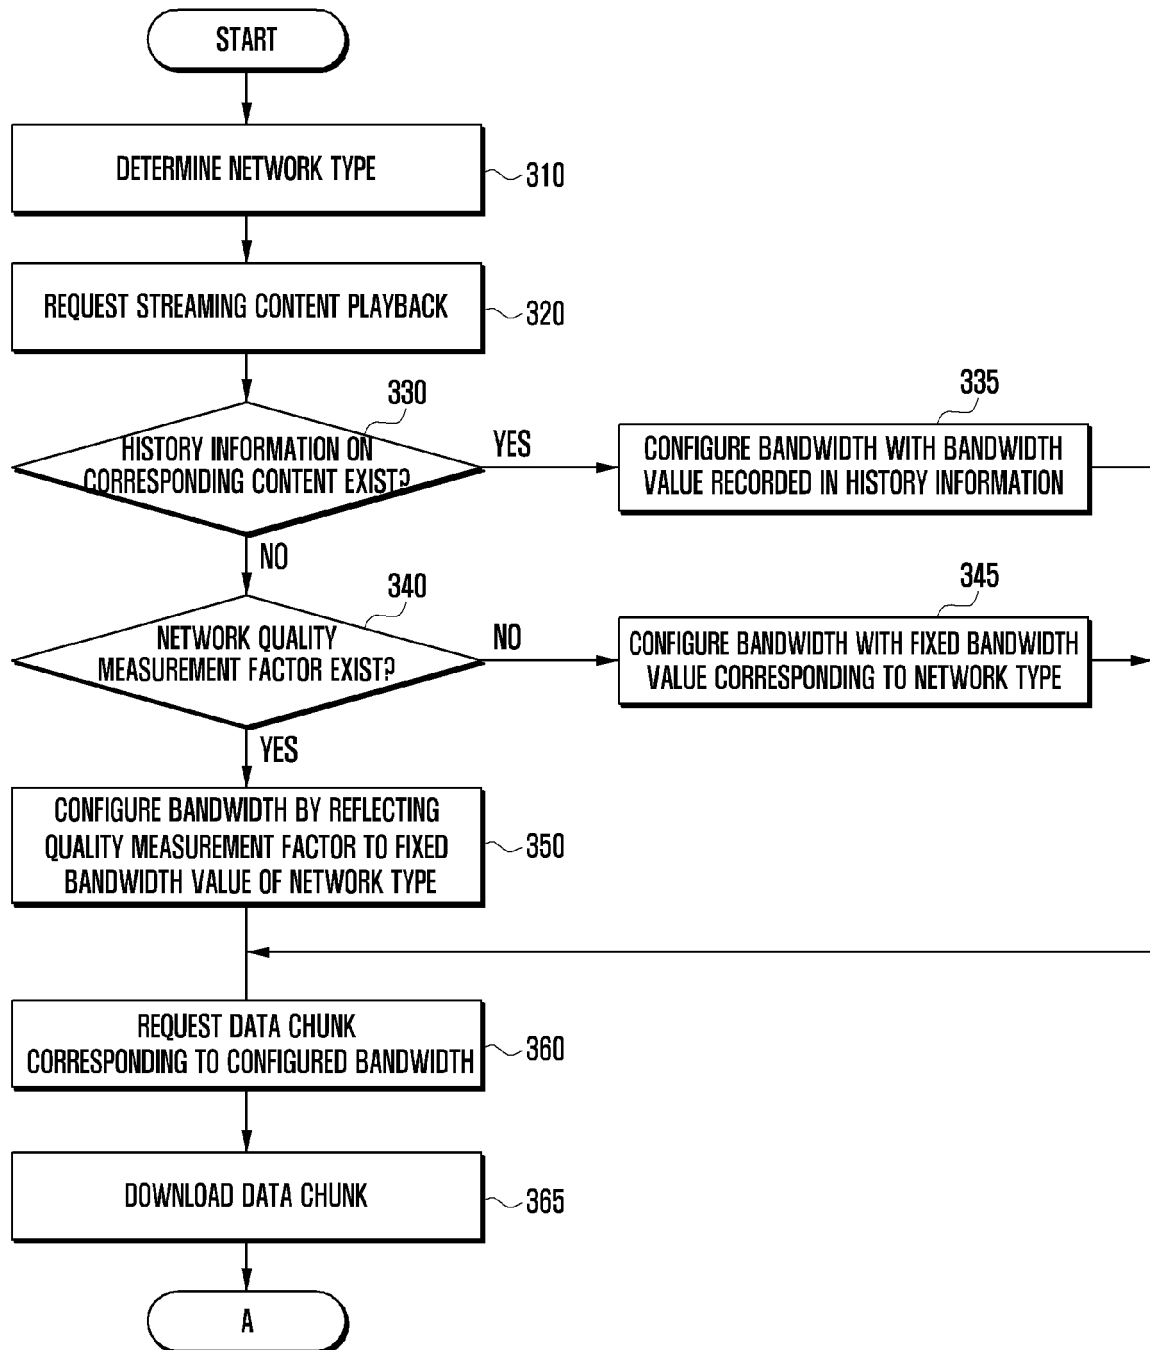 START
DETERMINE NETWORK TYPE
310
REQUEST STREAMING CONTENT PLAYBACK
320
330
HISTORY INFORMATION ON
CORRESPONDING CONTENT EXIST?
YES
335
CONFIGURE BANDWIDTH WITH BANDWIDTH
VALUE RECORDED IN HISTORY INFORMATION
NO
340
NETWORK QUALITY
MEASUREMENT FACTOR EXIST?
NO
345
CONFIGURE BANDWIDTH WITH FIXED BANDWIDTH
VALUE CORRESPONDING TO NETWORK TYPE
YES
CONFIGURE BANDWIDTH BY REFLECTING
QUALITY MEASUREMENT FACTOR TO FIXED
BANDWIDTH VALUE OF NETWORK TYPE
350
REQUEST DATA CHUNK
CORRESPONDING TO CONFIGURED BANDWIDTH
360
DOWNLOAD DATA CHUNK
365
A